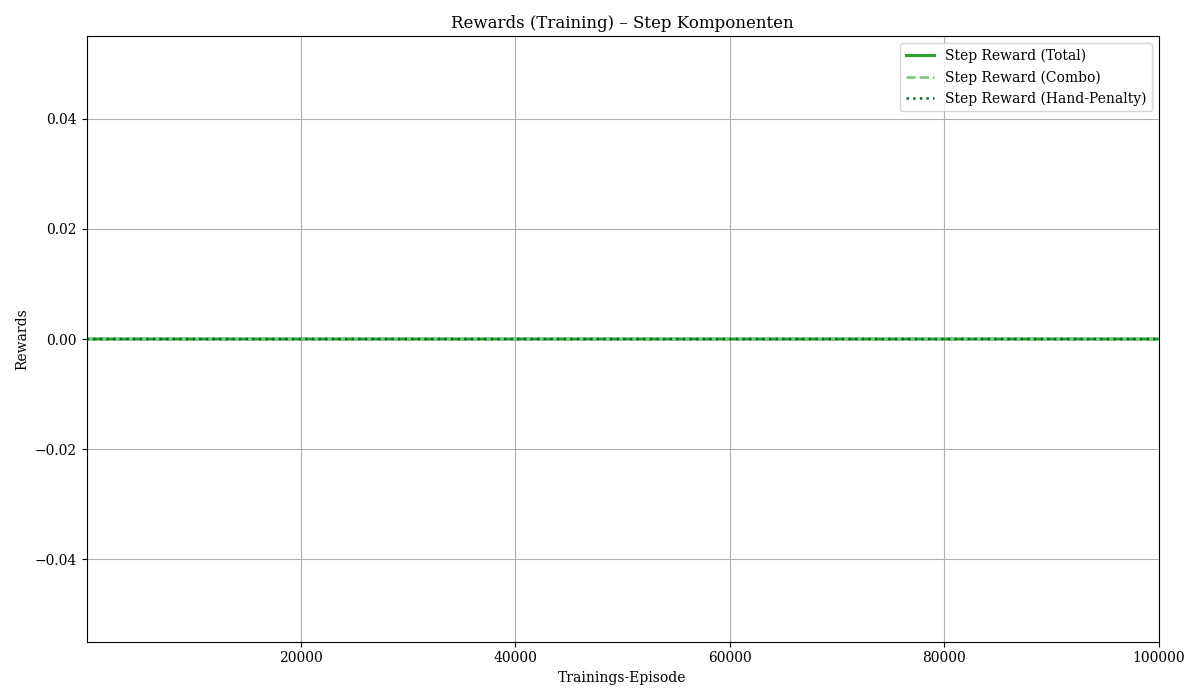 Rewards (Training) – Step Komponenten
Step Reward (Total)
Step Reward (Combo)
Step Reward (Hand-Penalty)
0.04
0.02
0.00
−0.02
−0.04
Rewards
20000
40000
60000
80000
100000
Trainings-Episode